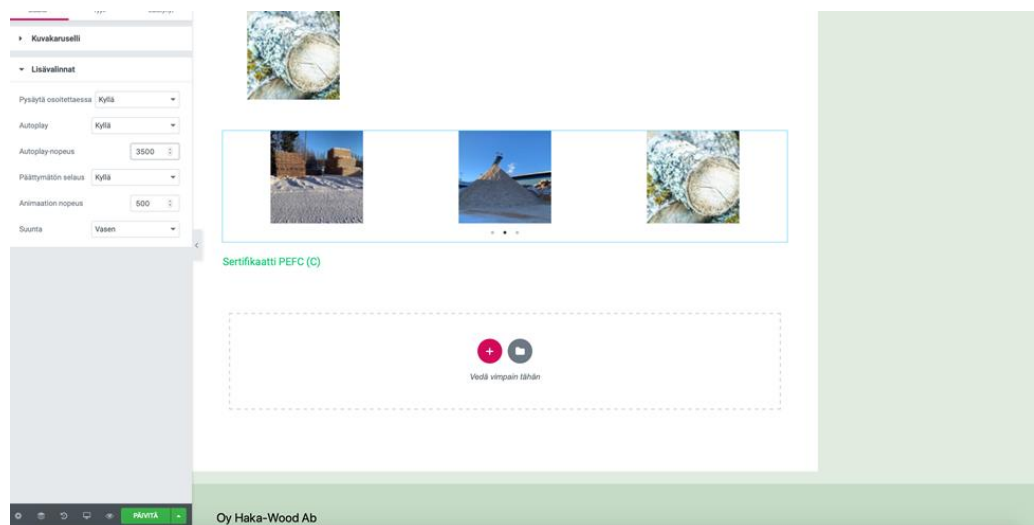 Kuvakaruselli
Lisävalinnat
Pysäytä osoitettaessa Kyllä
Autoplay Kyllä
Autoplay-nopeus 3500
Päättymätön selaus Kyllä
Animaation nopeus 500
Suunta Vasen
PÄIVITÄ
Sertifikaatti PEFC (C)
Vedä vimpain tähän
Oy Haka-Wood Ab